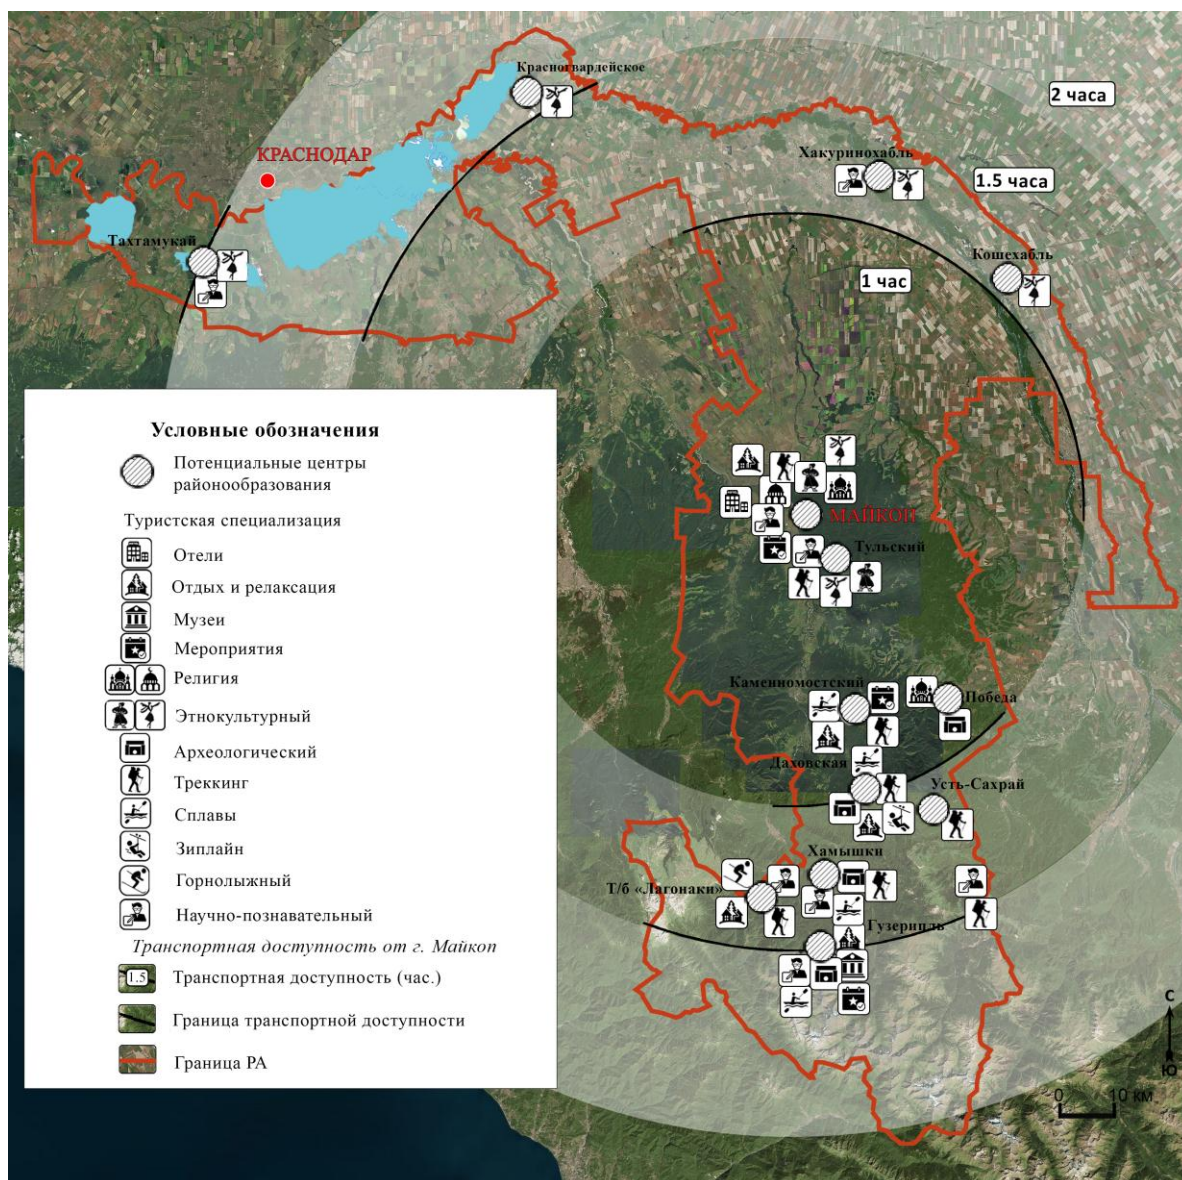 Красногвардейское
2 часа
КРАСНОДАР
Хакуринохабль
1.5 часа
Тахтамукай
Кошехабль
1 час
МАЙКОП
Тульский
Каменномостский
Победа
Даховская
Усть-Сахрай
Хамышки
Т/б «Лагонаки»
Гузерипль
Условные обозначения
Потенциальные центры
районообразования
Туристская специализация
Отели
Отдых и релаксация
Музеи
Мероприятия
Религия
Этнокультурный
Археологический
Треккинг
Сплавы
Зиплайн
Горнолыжный
Научно-познавательный
Транспортная доступность от г. Майкоп
1.5 Транспортная доступность (час.)
Граница транспортной доступности
Граница РА
С
Ю
0 10 км